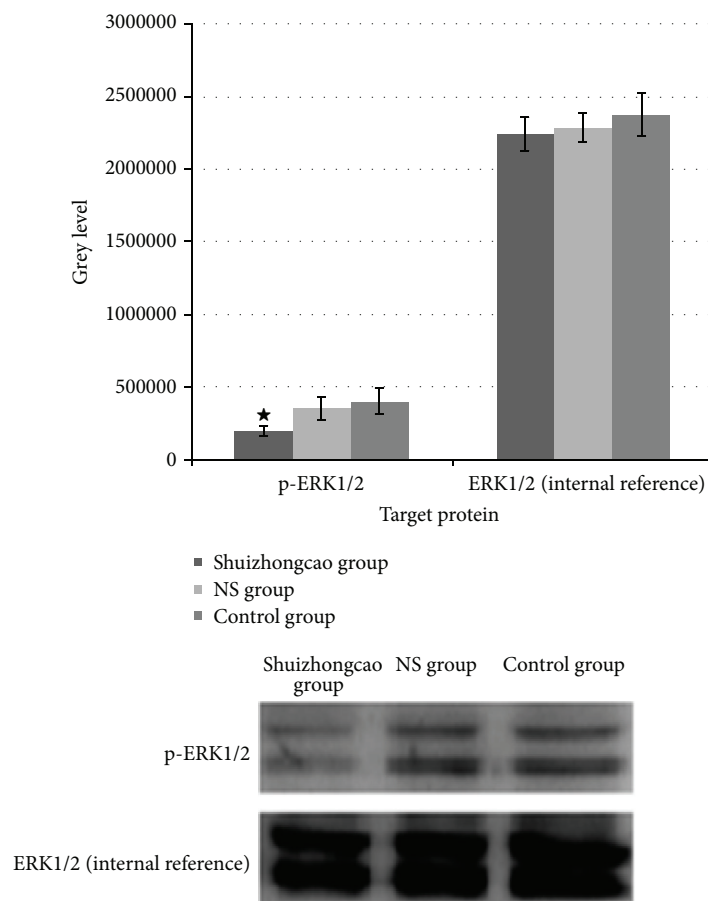 3000000
2500000
2000000
1500000
1000000
500000
0
Grey level
★
p-ERK1/2
ERK1/2 (internal reference)
Target protein
Shuizhongcao group
NS group
Control group
Shuizhongcao
group
NS group
Control group
p-ERK1/2
ERK1/2 (internal reference)